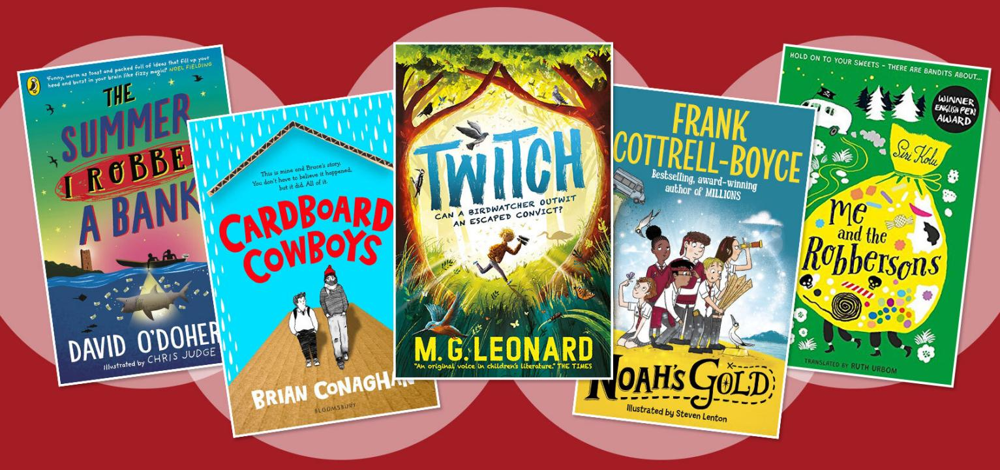 'Funny, warm as toast and packed full of ideas that fill up your
head and burst in your brain like fizzy magic!' NOEL FIELDING
THE
SUMMER
I ROBBE
A BANK
DAVID O'DOHER
Illustrated by CHRIS JUDGE
This is mine and Bruce's story.
You don't have to believe it happened,
but it did. All of it.
CARDBOARD
COWBOYS
BRIAN CONAGHAN
BLOOMSBURY
TWITCH
CAN A BIRDWATCHER OUTWIT
AN ESCAPED CONVICT?
M.G. LEONARD
"An original voice in children's literature." THE TIMES
FRANK
COTTRELL-BOYCE
Bestselling, award-winning
author of MILLIONS
NOAH'S GOLD
Illustrated by Steven Lenton
HOLD ON TO YOUR SWEETS – THERE ARE BANDITS ABOUT...
WINNER
ENGLISH PEN
AWARD
Siri Kolu
Me
and the
Robbersons
TRANSLATED BY RUTH URBOM